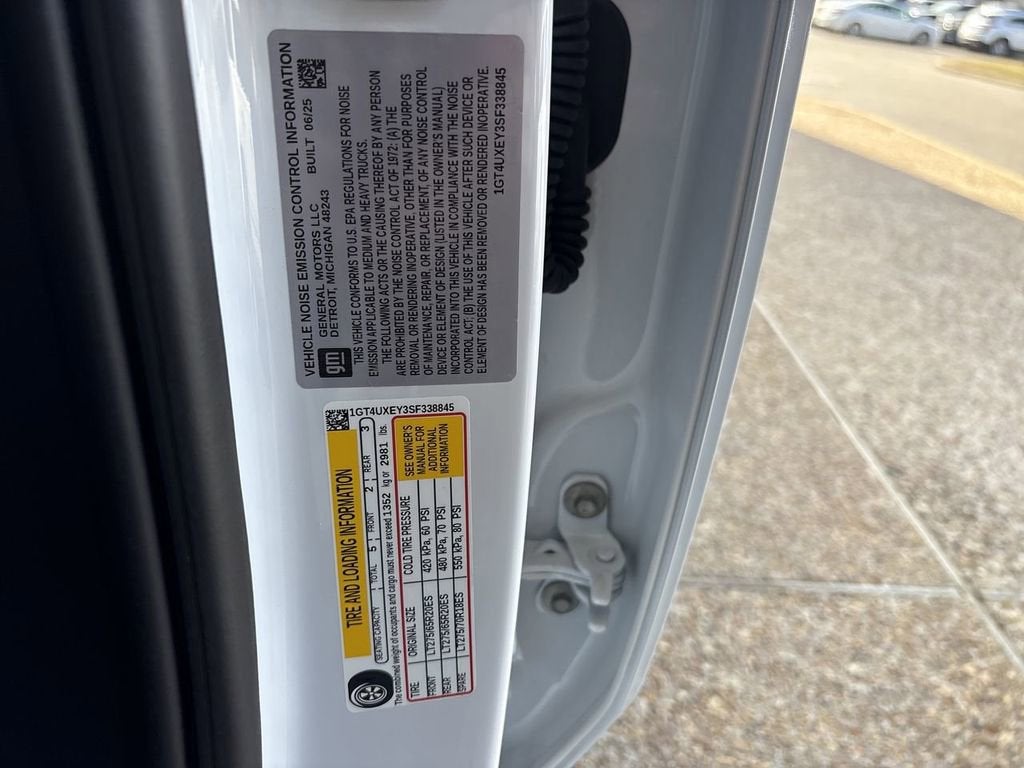 VEHICLE NOISE EMISSION CONTROL INFORMATION
GENERAL MOTORS LLC BUILT 06/25
DETROIT, MICHIGAN 48243
gm
THIS VEHICLE CONFORMS TO U.S. EPA REGULATIONS FOR NOISE
EMISSION APPLICABLE TO MEDIUM AND HEAVY TRUCKS.
THE FOLLOWING ACTS OR THE CAUSING THEREOF BY ANY PERSON
ARE PROHIBITED BY THE NOISE CONTROL ACT OF 1972: (A) THE
REMOVAL OR RENDERING INOPERATIVE, OTHER THAN FOR PURPOSES
OF MAINTENANCE, REPAIR, OR REPLACEMENT, OF ANY NOISE CONTROL
DEVICE OR ELEMENT OF DESIGN (LISTED IN THE OWNER'S MANUAL)
INCORPORATED INTO THIS VEHICLE IN COMPLIANCE WITH THE NOISE
CONTROL ACT; (B) THE USE OF THIS VEHICLE AFTER SUCH DEVICE OR
ELEMENT OF DESIGN HAS BEEN REMOVED OR RENDERED INOPERATIVE.
1GT4UXEY3SF338845
1GT4UXEY3SF338845
TIRE AND LOADING INFORMATION
SEATING CAPACITY TOTAL 5 FRONT 2 REAR 3
The combined weight of occupants and cargo must never exceed 1352 kg or 2981 lbs.
TIRE ORIGINAL SIZE COLD TIRE PRESSURE
FRONT LT275/65R20ES 420 kPa, 60 PSI
REAR LT275/65R20ES 480 kPa, 70 PSI
SPARE LT275/70R18ES 550 kPa, 80 PSI
SEE OWNER'S
MANUAL FOR
ADDITIONAL
INFORMATION